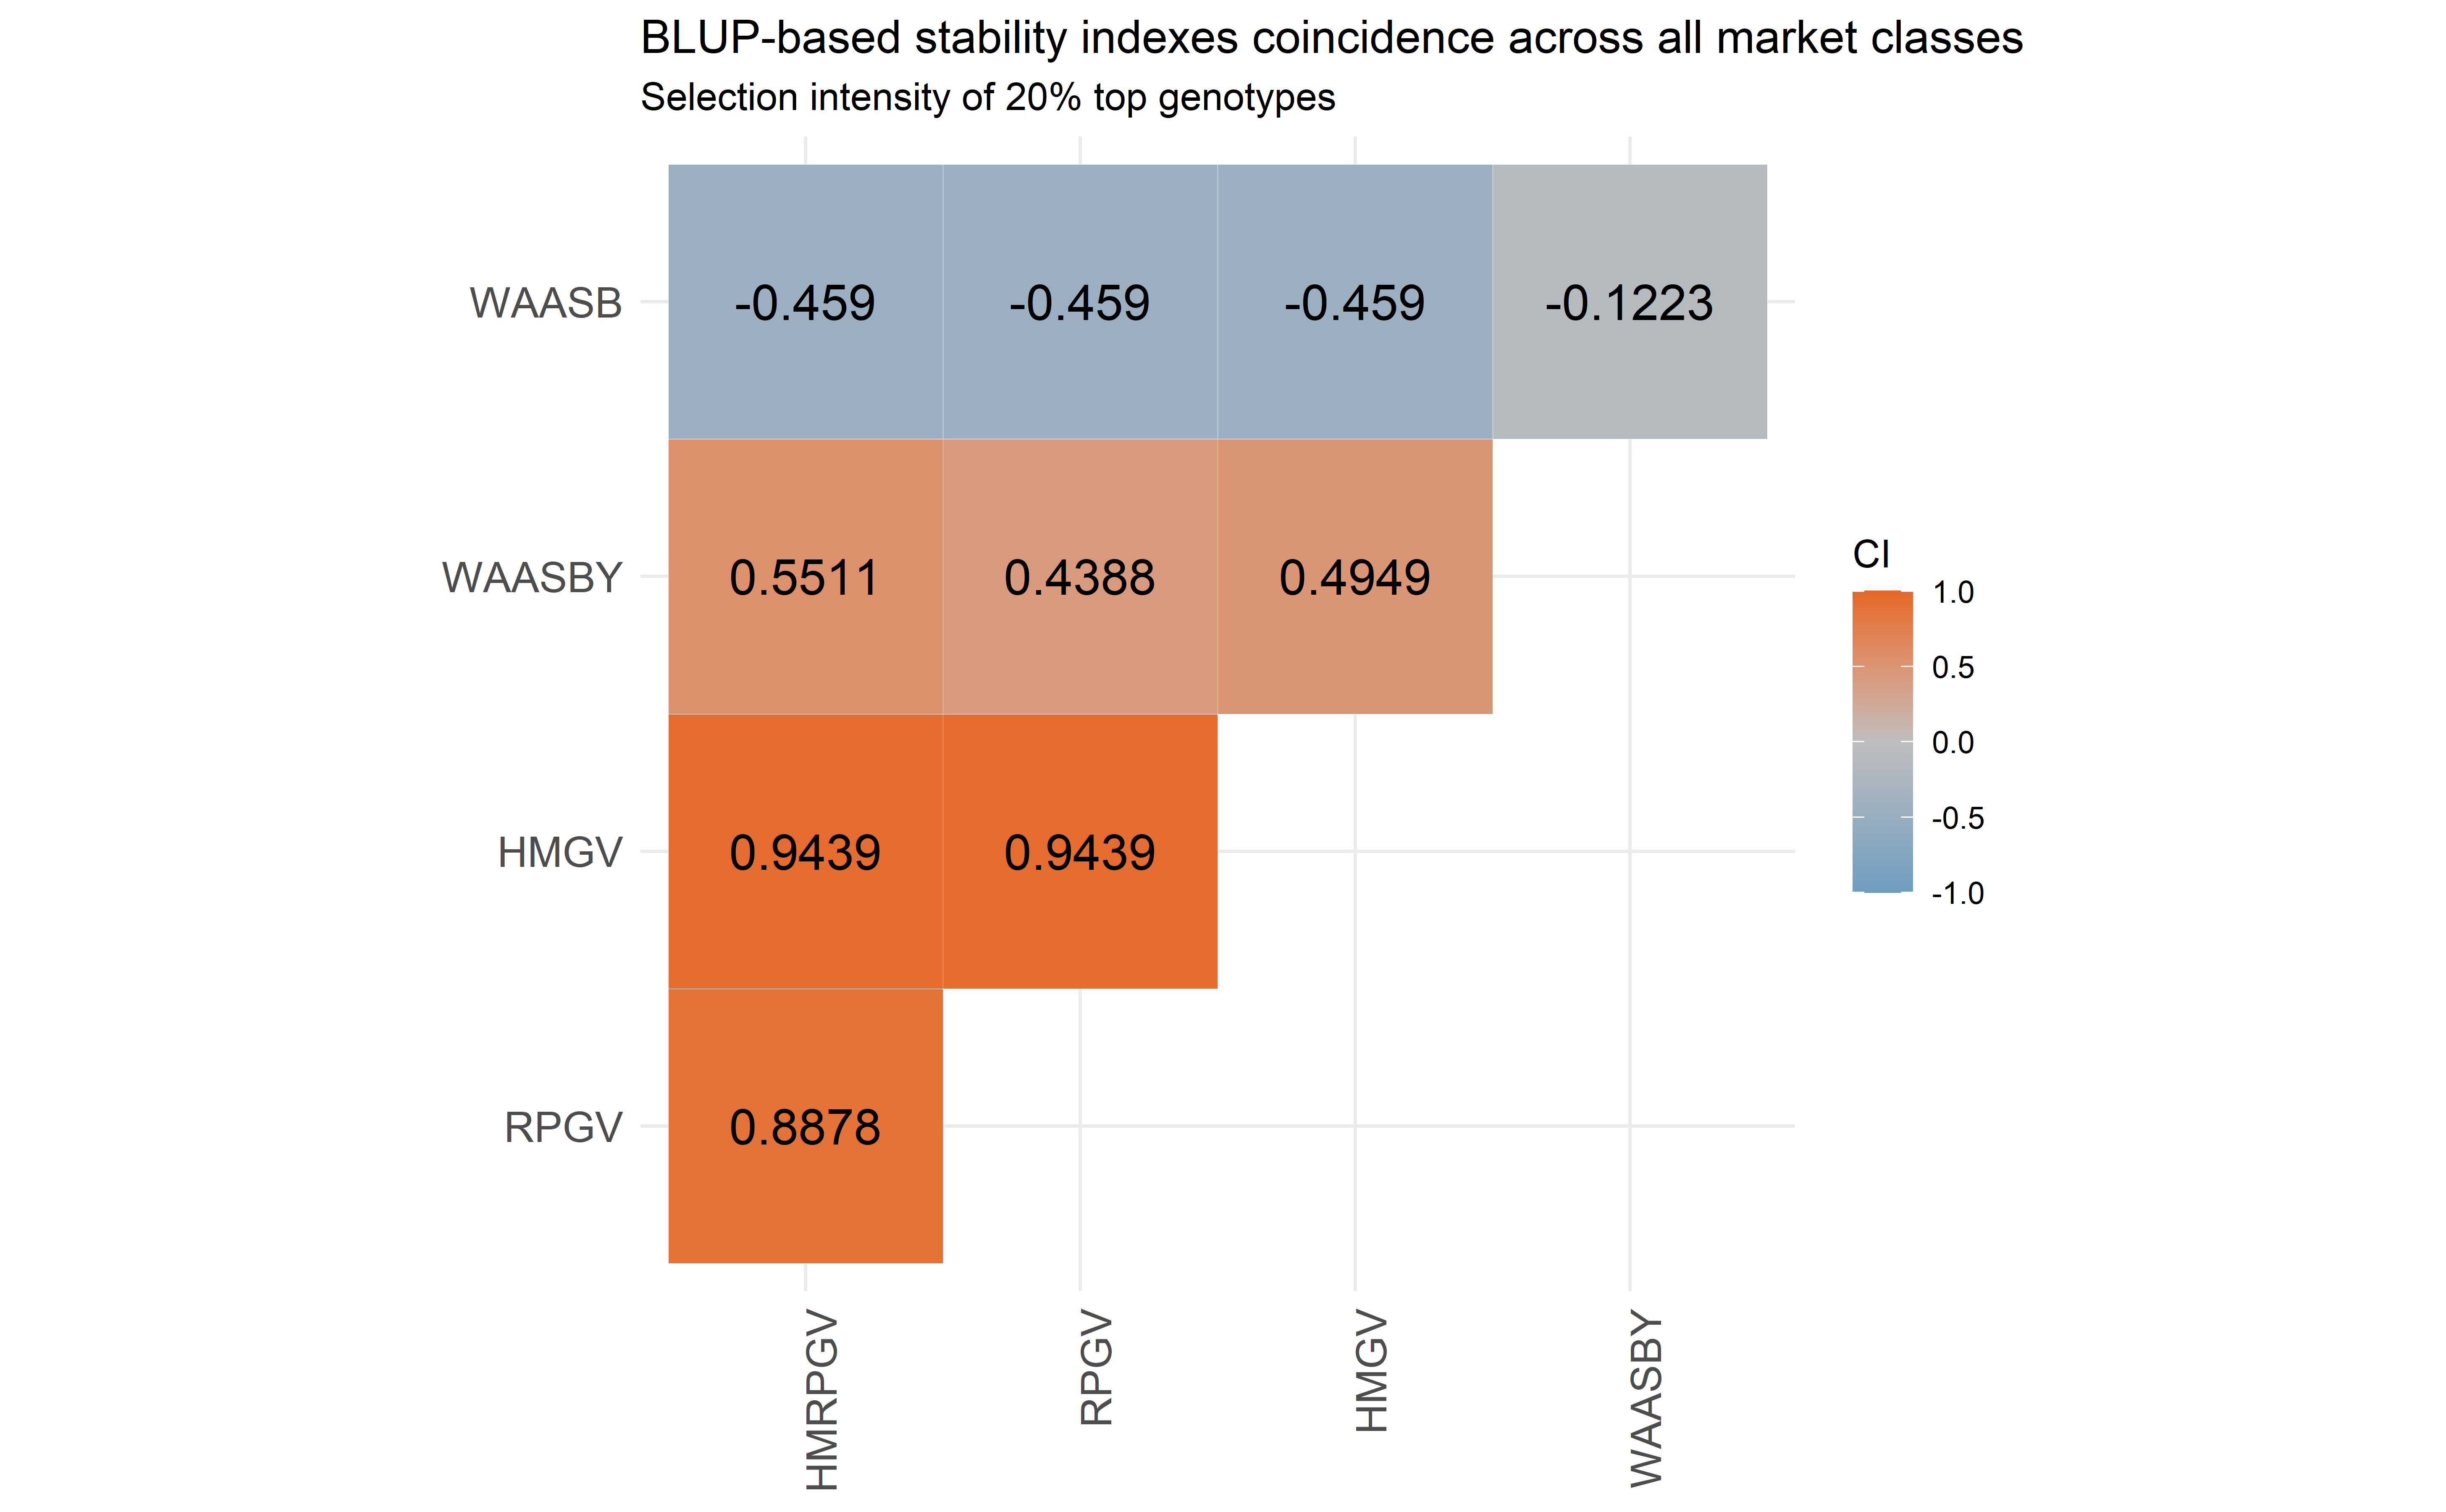 BLUP-based stability indexes coincidence across all market classes
Selection intensity of 20% top genotypes
WAASB
-0.459
-0.459
-0.459
-0.1223
WAASBY
0.5511
0.4388
0.4949
HMGV
0.9439
0.9439
RPGV
0.8878
HMRPGV
RPGV
HMGV
WAASBY
CI
1.0
0.5
0.0
-0.5
-1.0